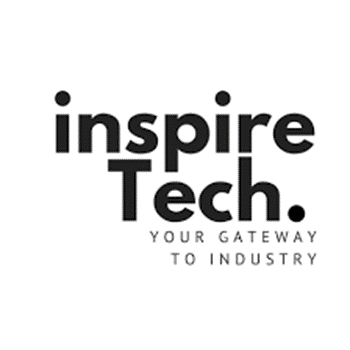 inspire
Tech.
YOUR GATEWAY
TO INDUSTRY